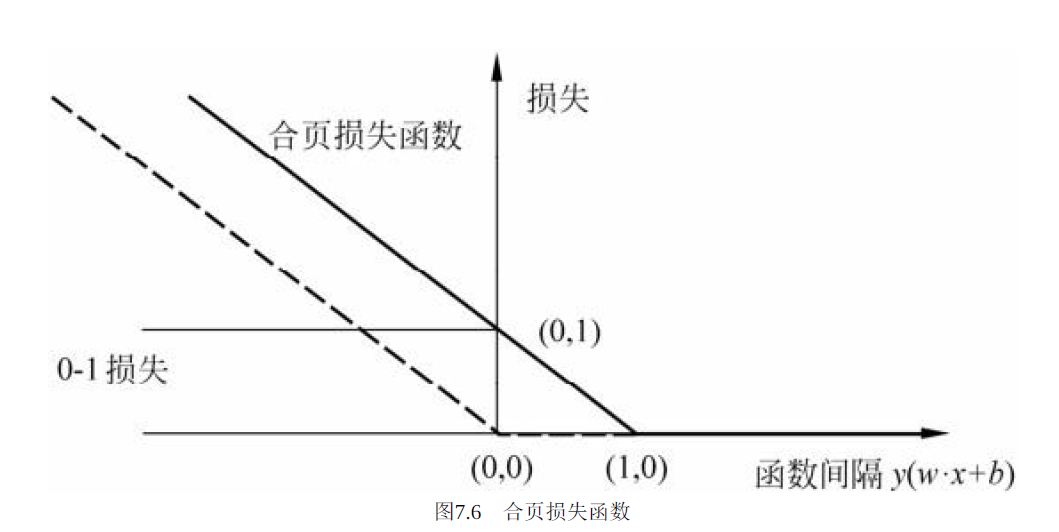 损失
合页损失函数
(0,1)
0-1损失
(0,0)
(1,0)
函数间隔 y(w·x+b)
图7.6 合页损失函数